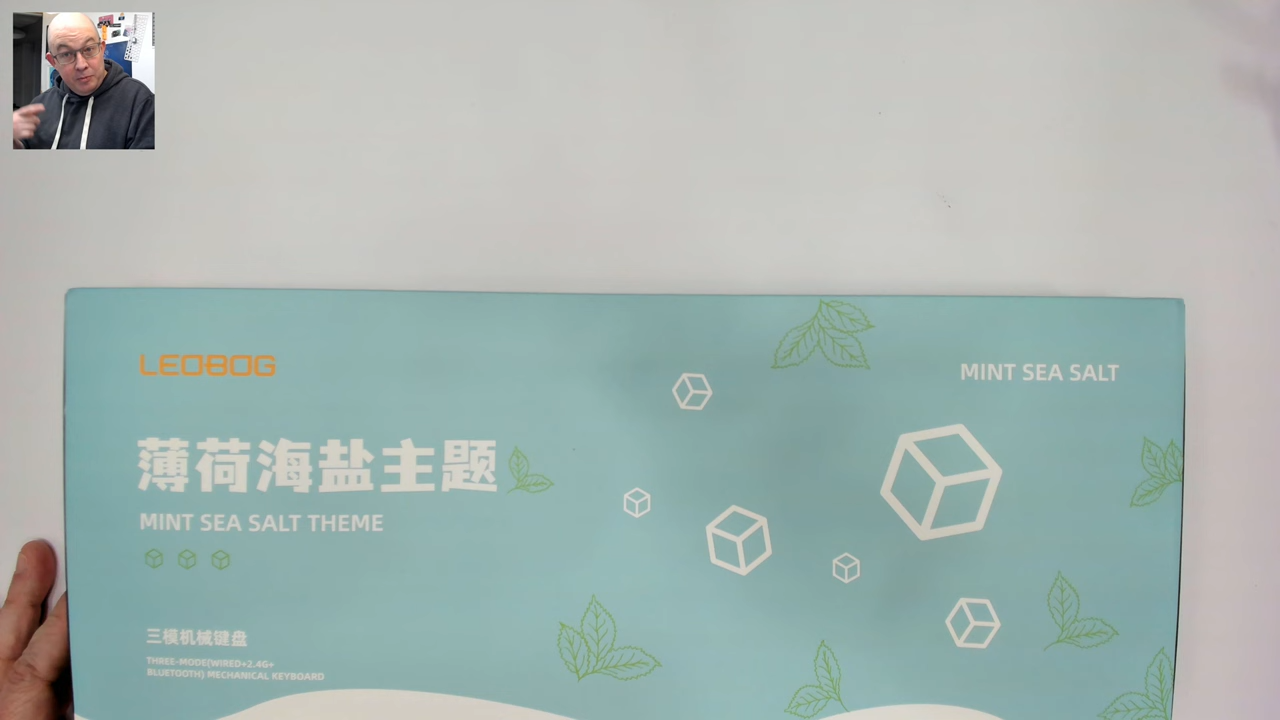 LEOBOG
MINT SEA SALT
薄荷海盐主题
MINT SEA SALT THEME
三模机械键盘
THREE-MODE(WIRED+2.4G+
BLUETOOTH) MECHANICAL KEYBOARD